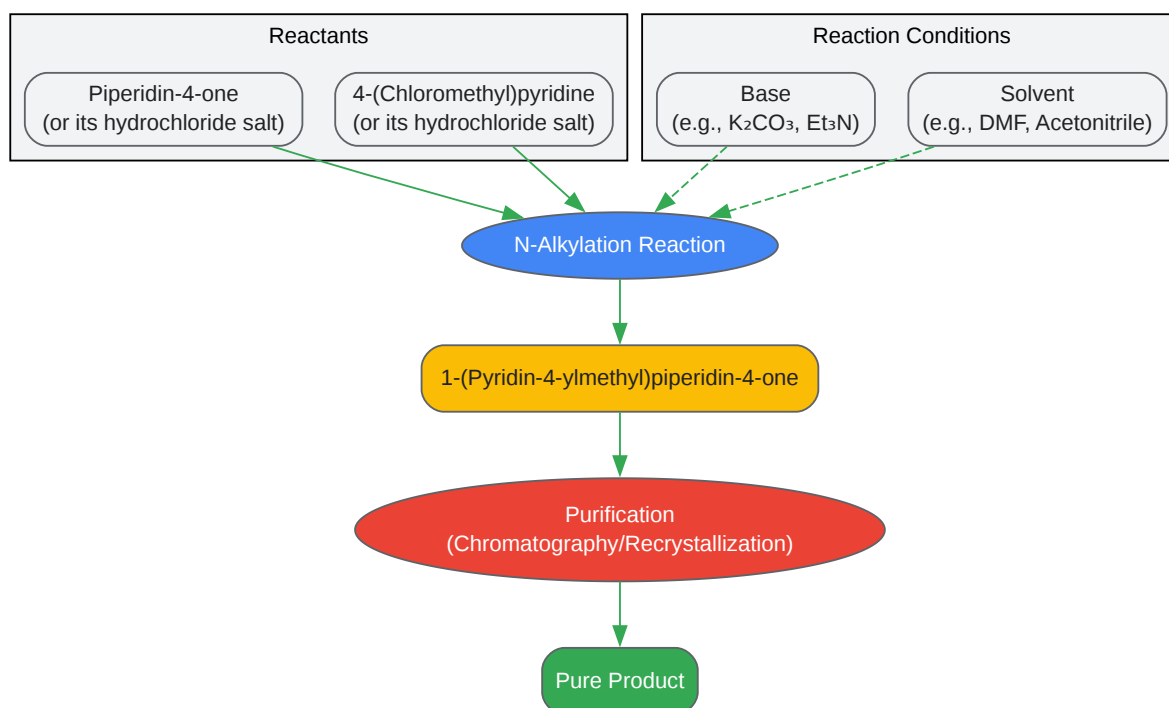 Reactants
Reaction Conditions
Piperidin-4-one
(or its hydrochloride salt)
4-(Chloromethyl)pyridine
(or its hydrochloride salt)
Base
(e.g., K₂CO₃, Et₃N)
Solvent
(e.g., DMF, Acetonitrile)
N-Alkylation Reaction
1-(Pyridin-4-ylmethyl)piperidin-4-one
Purification
(Chromatography/Recrystallization)
Pure Product